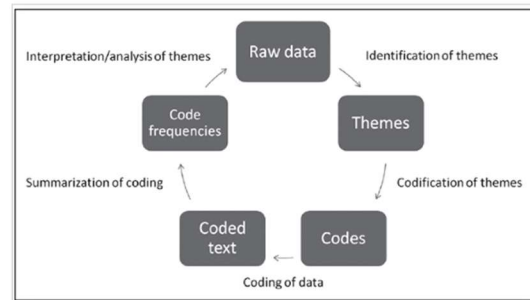 Raw data
Interpretation/analysis of themes
Identification of themes
Code
frequencies
Themes
Summarization of coding
Codification of themes
Coded
text
Codes
Coding of data